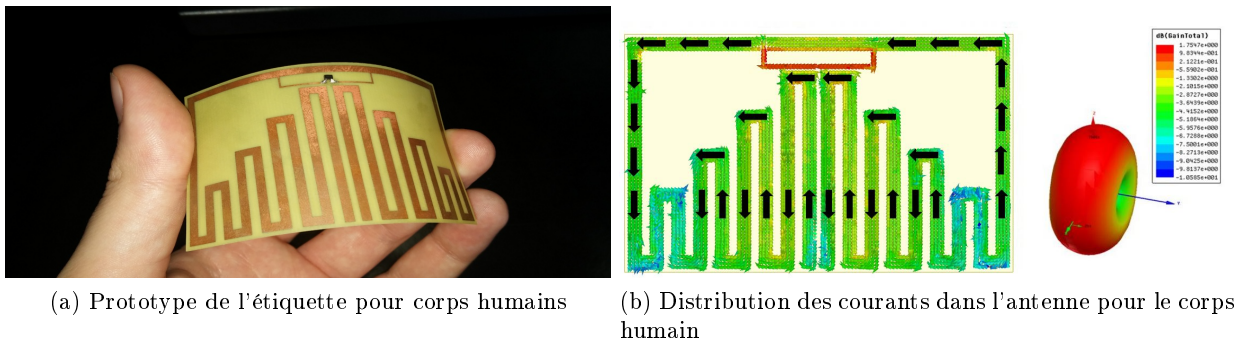 dB(GainTotal)
1.7547e+000
9.8344e-001
2.1221e-001
-5.5902e-001
-1.3302e+000
-2.1015e+000
-2.8727e+000
-3.6439e+000
-4.4152e+000
-5.1864e+000
-5.9576e+000
-6.7288e+000
-7.5001e+000
-8.2713e+000
-9.0425e+000
-9.8137e+000
-1.0585e+001
(a) Prototype de l'étiquette pour corps humains
(b) Distribution des courants dans l'antenne pour le corps
humain